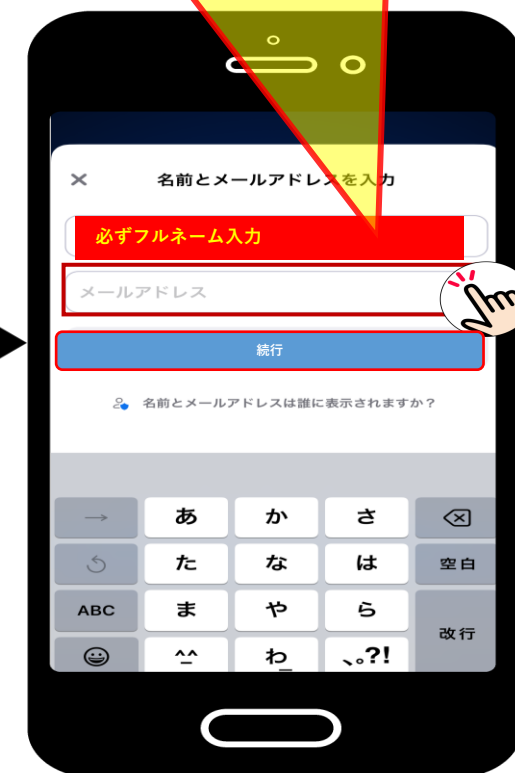 × 名前とメールアドレスを入力
必ずフルネーム入力
メールアドレス
続行
名前とメールアドレスは誰に表示されますか？
→ あ か さ
た な は 空白
ABC ま や ら
改行
^^ わ_ 、。?!